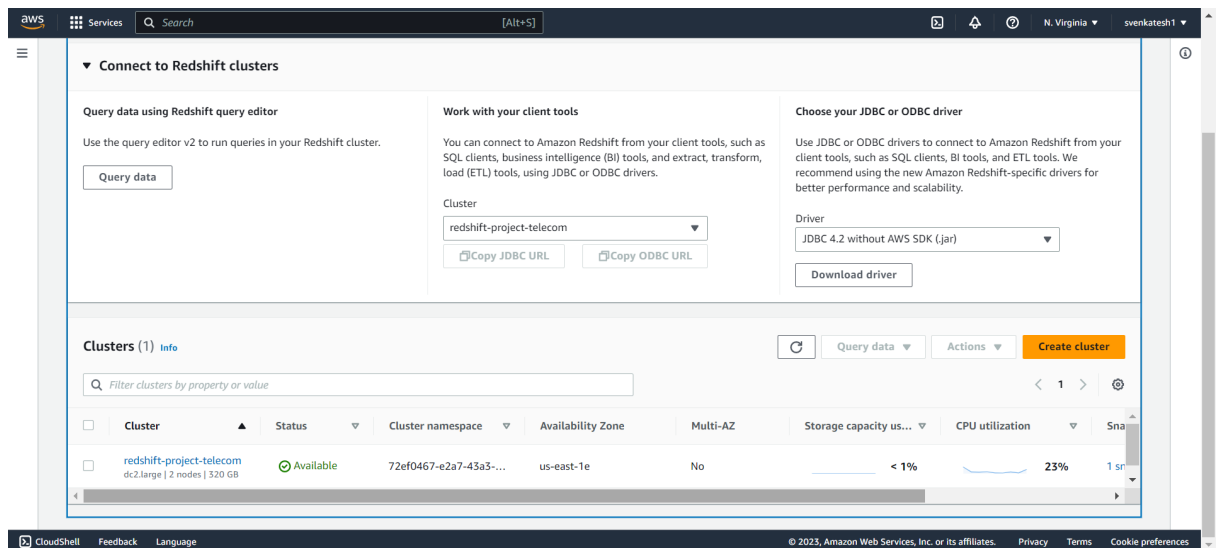 aws
Services
Search
[Alt+S]
N. Virginia
svenkatesh1
Connect to Redshift clusters
Query data using Redshift query editor
Use the query editor v2 to run queries in your Redshift cluster.
Query data
Work with your client tools
You can connect to Amazon Redshift from your client tools, such as
SQL clients, business intelligence (BI) tools, and extract, transform,
load (ETL) tools, using JDBC or ODBC drivers.
Cluster
redshift-project-telecom
Copy JDBC URL
Copy ODBC URL
Choose your JDBC or ODBC driver
Use JDBC or ODBC drivers to connect to Amazon Redshift from your
client tools, such as SQL clients, BI tools, and ETL tools. We
recommend using the new Amazon Redshift-specific drivers for
better performance and scalability.
Driver
JDBC 4.2 without AWS SDK (.jar)
Download driver
Clusters (1) Info
Query data
Actions
Create cluster
Filter clusters by property or value
1
Cluster
Status
Cluster namespace
Availability Zone
Multi-AZ
Storage capacity us...
CPU utilization
Sna
redshift-project-telecom
dc2.large | 2 nodes | 320 GB
Available
72ef0467-e2a7-43a3-...
us-east-1e
No
< 1%
23%
1 sn
CloudShell
Feedback
Language
© 2023, Amazon Web Services, Inc. or its affiliates.
Privacy
Terms
Cookie preferences